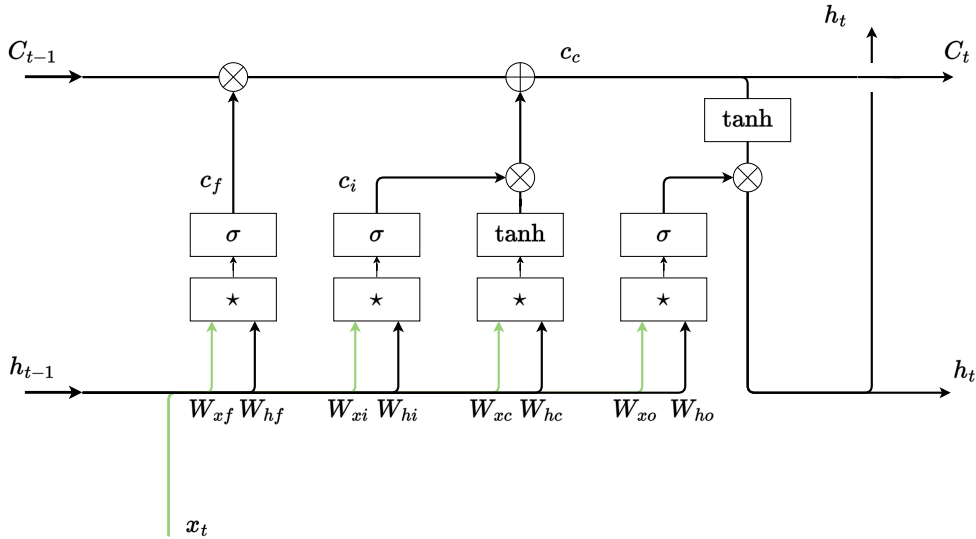 h_t
C_{t-1} c_c C_t
tanh
c_f c_i
σ σ tanh σ
⋆ ⋆ ⋆ ⋆
h_{t-1} h_t
W_{xf} W_{hf} W_{xi} W_{hi} W_{xc} W_{hc} W_{xo} W_{ho}
x_t